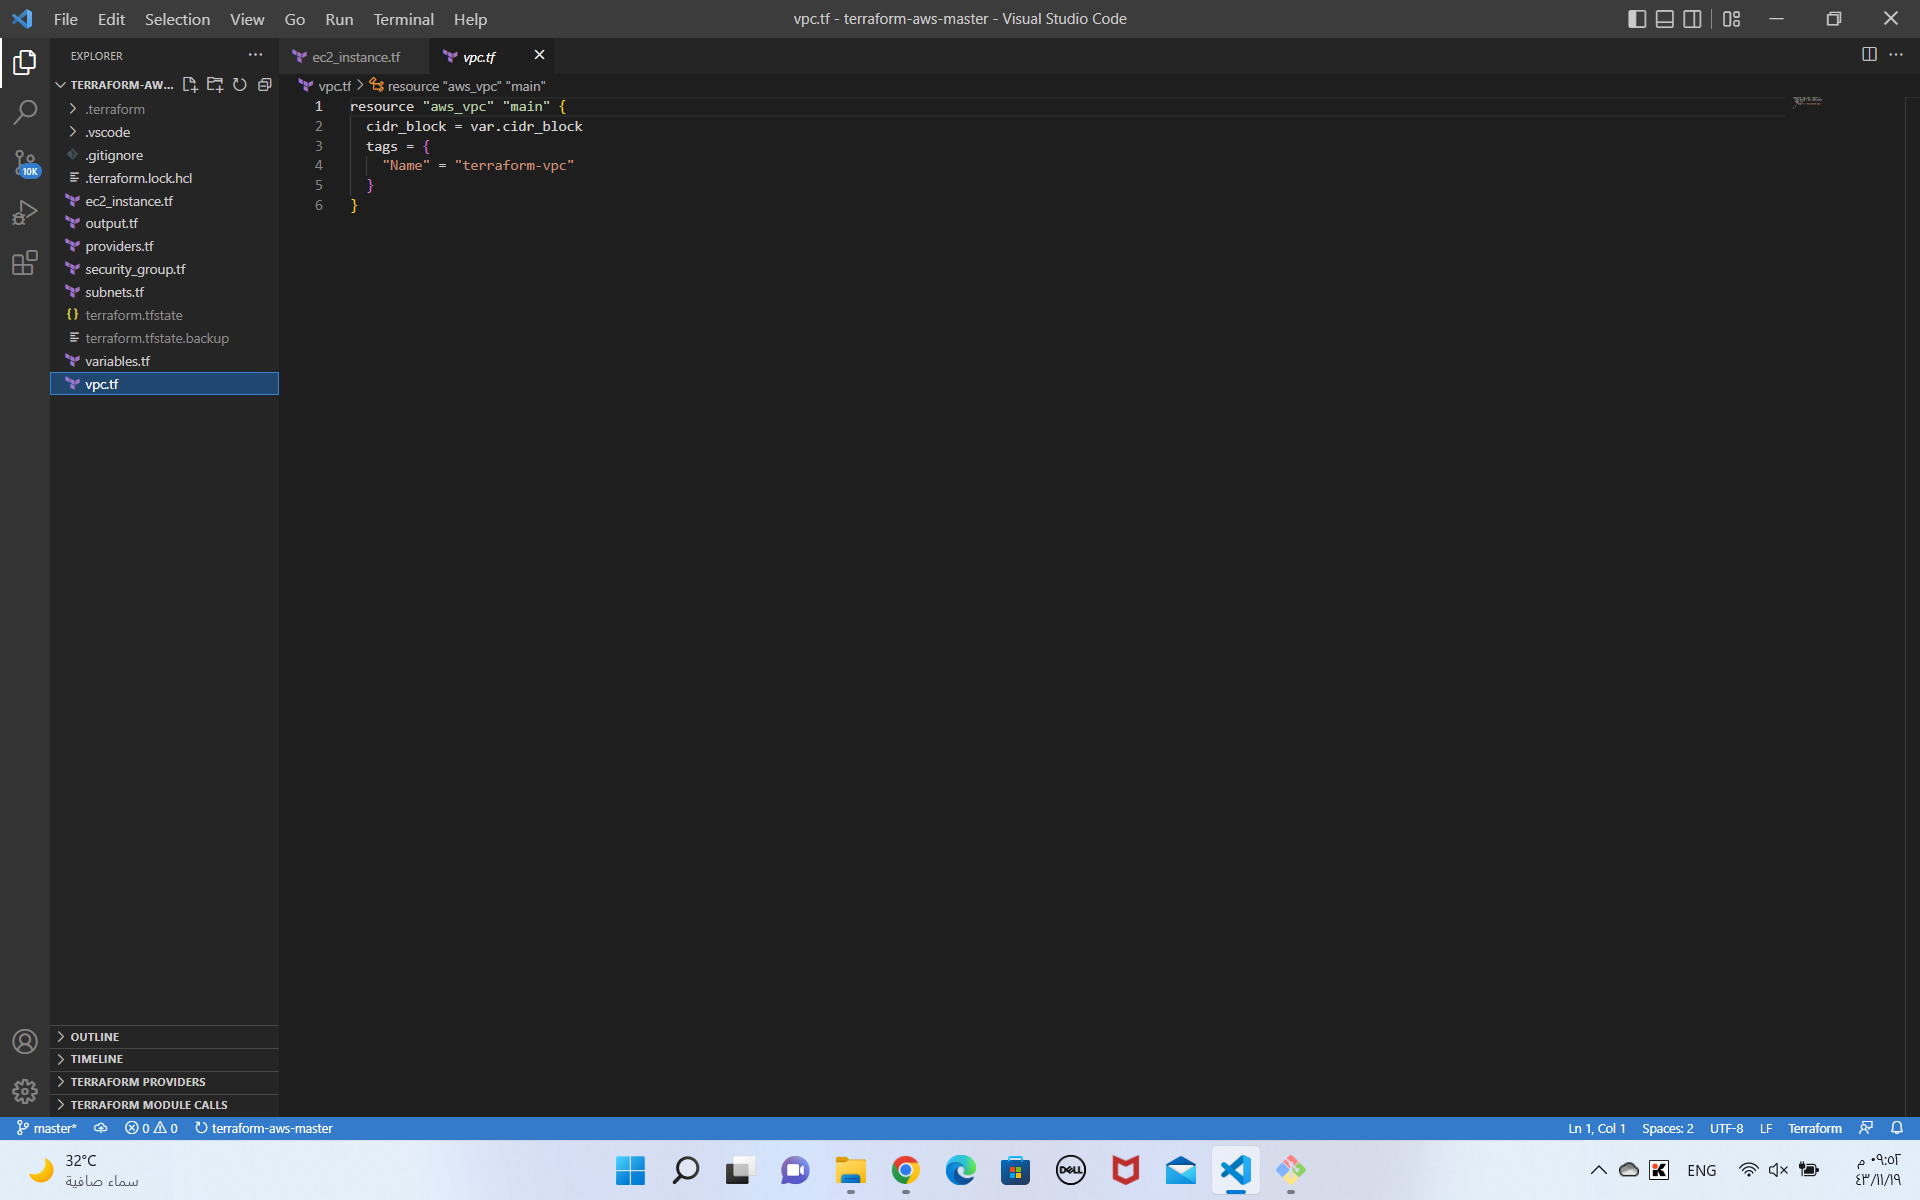 File Edit Selection View Go Run Terminal Help
vpc.tf - terraform-aws-master - Visual Studio Code
EXPLORER
TERRAFORM-AW...
.terraform
.vscode
.gitignore
.terraform.lock.hcl
ec2_instance.tf
output.tf
providers.tf
security_group.tf
subnets.tf
terraform.tfstate
terraform.tfstate.backup
variables.tf
vpc.tf
10K
OUTLINE
TIMELINE
TERRAFORM PROVIDERS
TERRAFORM MODULE CALLS
ec2_instance.tf vpc.tf
vpc.tf > resource "aws_vpc" "main"
1 resource "aws_vpc" "main" {
2 cidr_block = var.cidr_block
3 tags = {
4 "Name" = "terraform-vpc"
5 }
6 }
master* 0 0 terraform-aws-master
Ln 1, Col 1 Spaces: 2 UTF-8 LF Terraform
32°C
سماء صافية
DELL
K
ENG
٠٩:٥٢ م
٤٣/١١/١٩